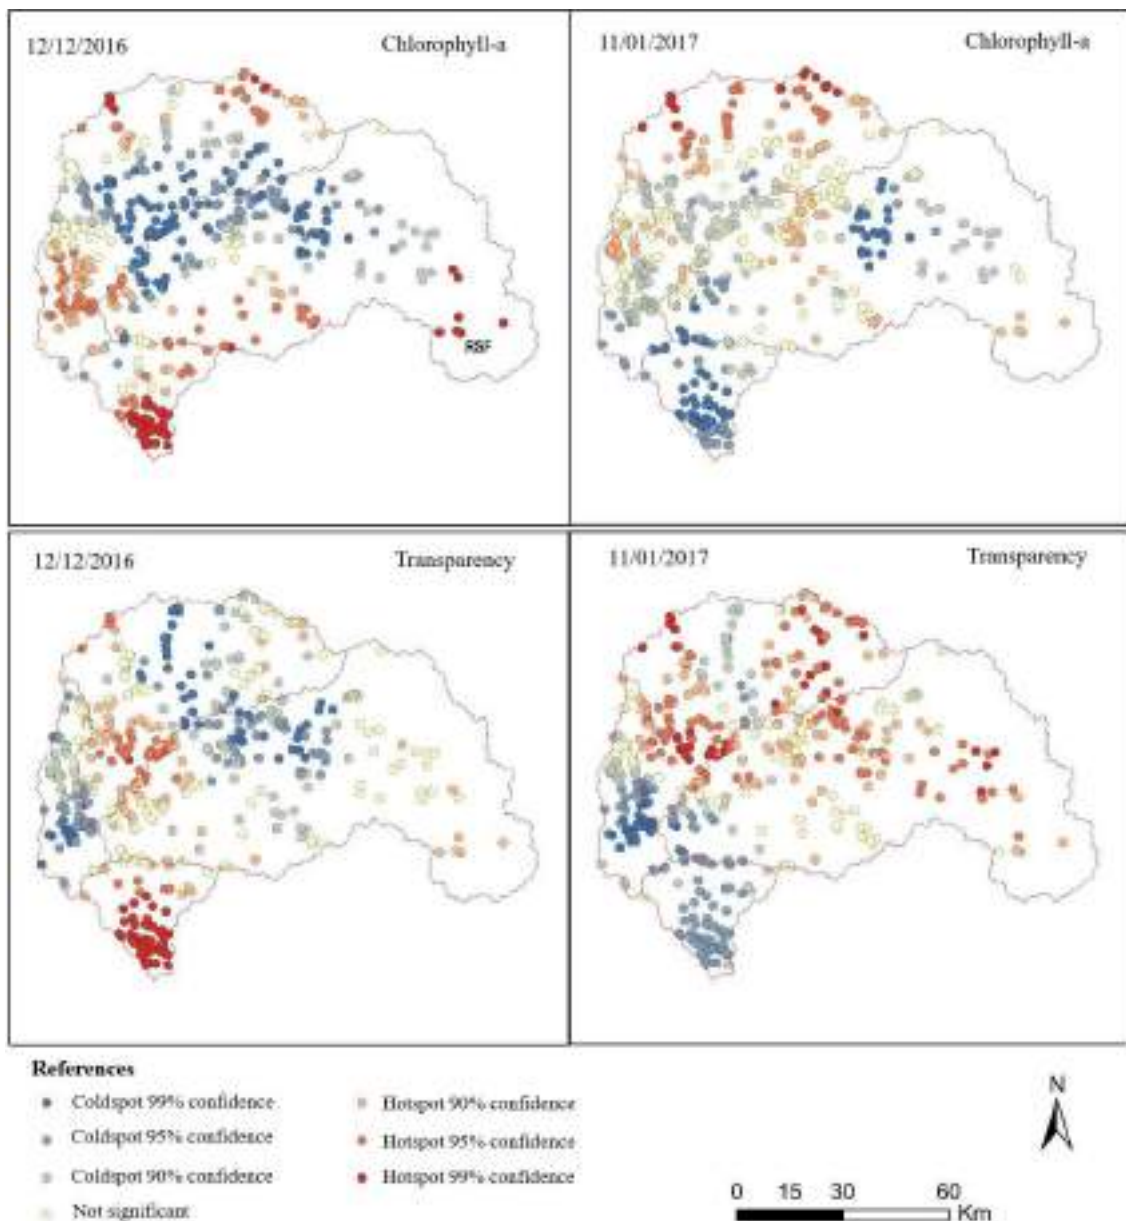 12/12/2016 Chlorophyll-a
11/01/2017 Chlorophyll-a
RSF
12/12/2016 Transparency
11/01/2017 Transparency
References
Coldspot 99% confidence
Coldspot 95% confidence
Coldspot 90% confidence
Not significant
Hotspot 90% confidence
Hotspot 95% confidence
Hotspot 99% confidence
N
0 15 30 60
Km